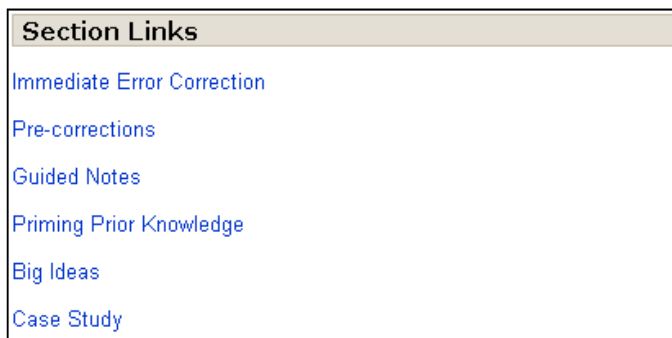 Section Links
Immediate Error Correction
Pre-corrections
Guided Notes
Priming Prior Knowledge
Big Ideas
Case Study